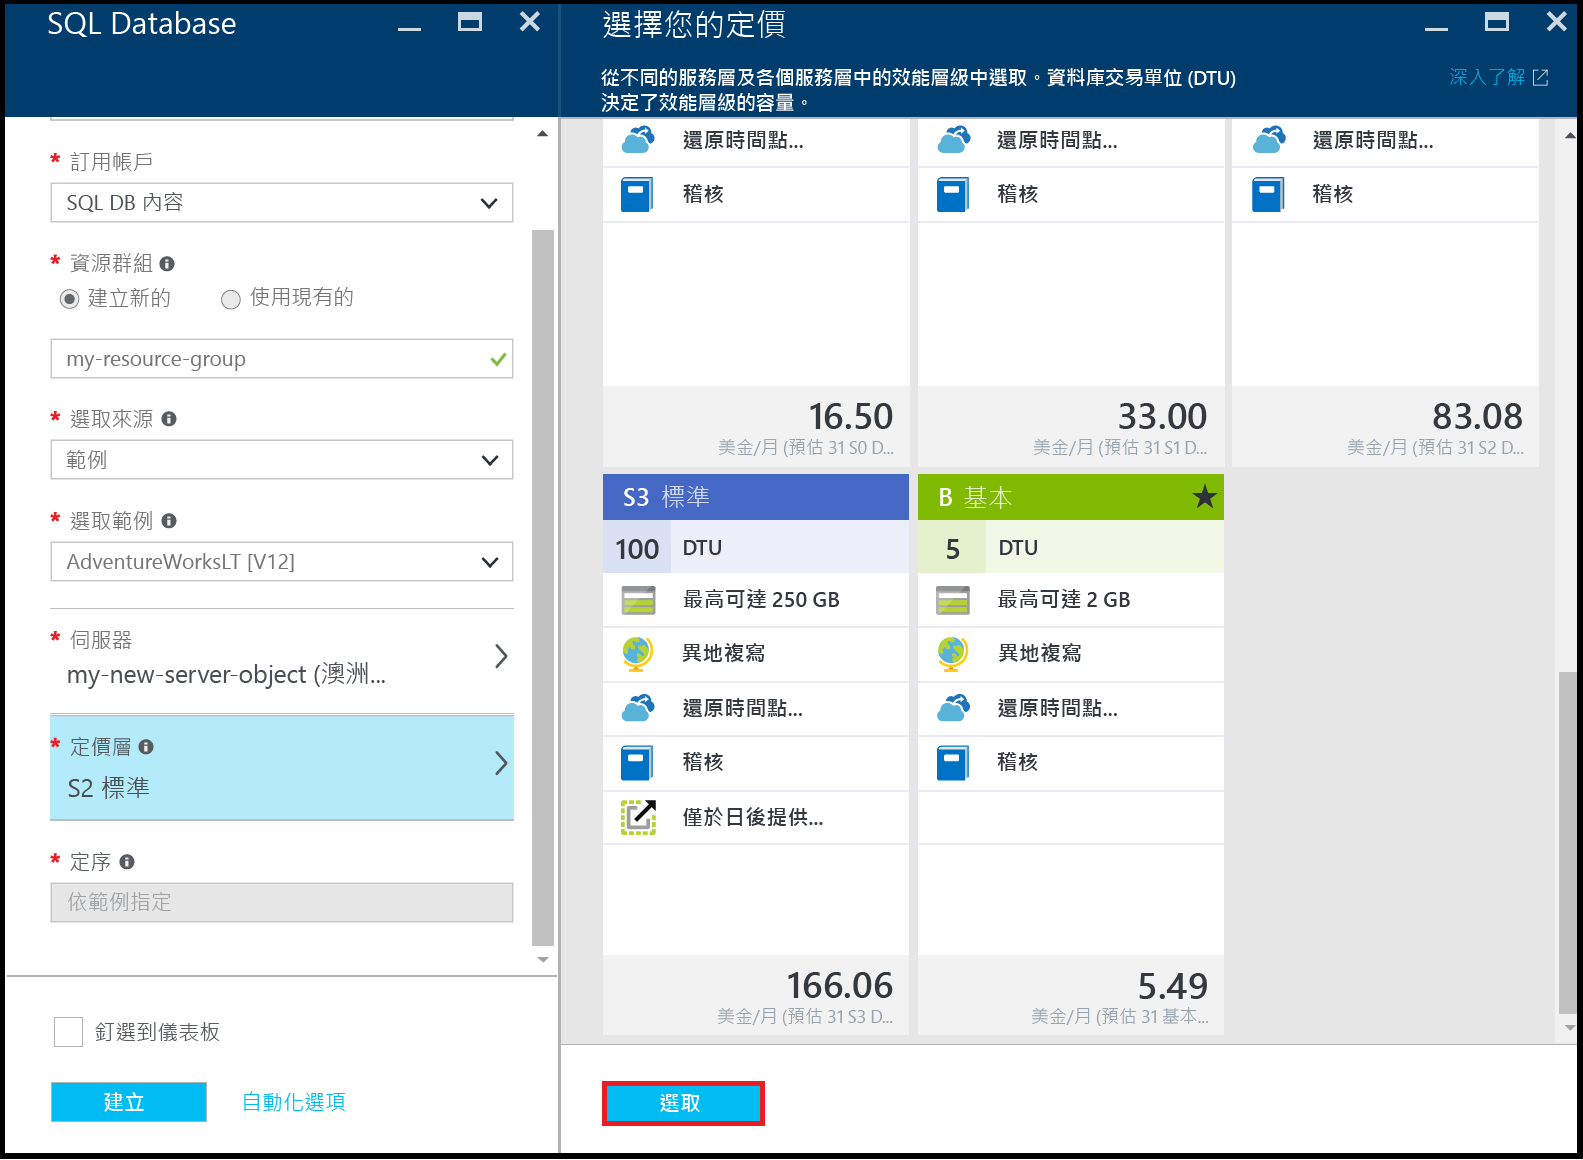 SQL Database
* 訂用帳戶
SQL DB 內容
* 資源群組
建立新的
使用現有的
my-resource-group
* 選取來源
範例
* 選取範例
AdventureWorksLT [V12]
* 伺服器
my-new-server-object (澳洲...
* 定價層
S2 標準
* 定序
依範例指定
釘選到儀表板
建立
自動化選項
選擇您的定價
從不同的服務層及各個服務層中的效能層級中選取。資料庫交易單位 (DTU)
決定了效能層級的容量。
深入了解
還原時間點...
稽核
16.50
美金/月 (預估 31 S0 D...
還原時間點...
稽核
33.00
美金/月 (預估 31 S1 D...
還原時間點...
稽核
83.08
美金/月 (預估 31 S2 D...
S3 標準
100 DTU
最高可達 250 GB
異地複寫
還原時間點...
稽核
僅於日後提供...
166.06
美金/月 (預估 31 S3 D...
B 基本
5 DTU
最高可達 2 GB
異地複寫
還原時間點...
稽核
5.49
美金/月 (預估 31 基本...
選取